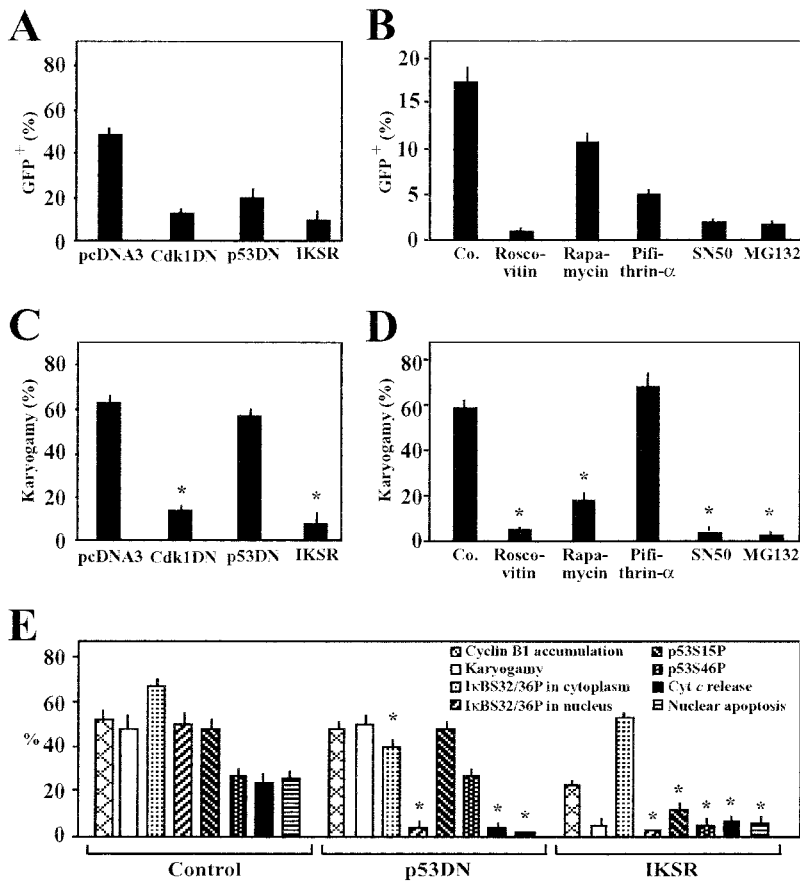 A
80
60
40
20
0
GFP + (%)
pcDNA3 Cdk1DN p53DN IKSR
B
20
15
10
5
0
GFP + (%)
Co. Rosco- Rapa- Pifi- SN50 MG132
vitin mycin thrin-α
C
80
60
40
20
0
Karyogamy (%)
* *
pcDNA3 Cdk1DN p53DN IKSR
D
80
60
40
20
0
Karyogamy (%)
* * * *
Co. Rosco- Rapa- Pifi- SN50 MG132
vitin mycin thrin-α
E
80
60
40
20
0
%
Cyclin B1 accumulation
Karyogamy
IκBS32/36P in cytoplasm
IκBS32/36P in nucleus
p53S15P
p53S46P
Cyt c release
Nuclear apoptosis
* * * *
* * * * *
Control p53DN IKSR